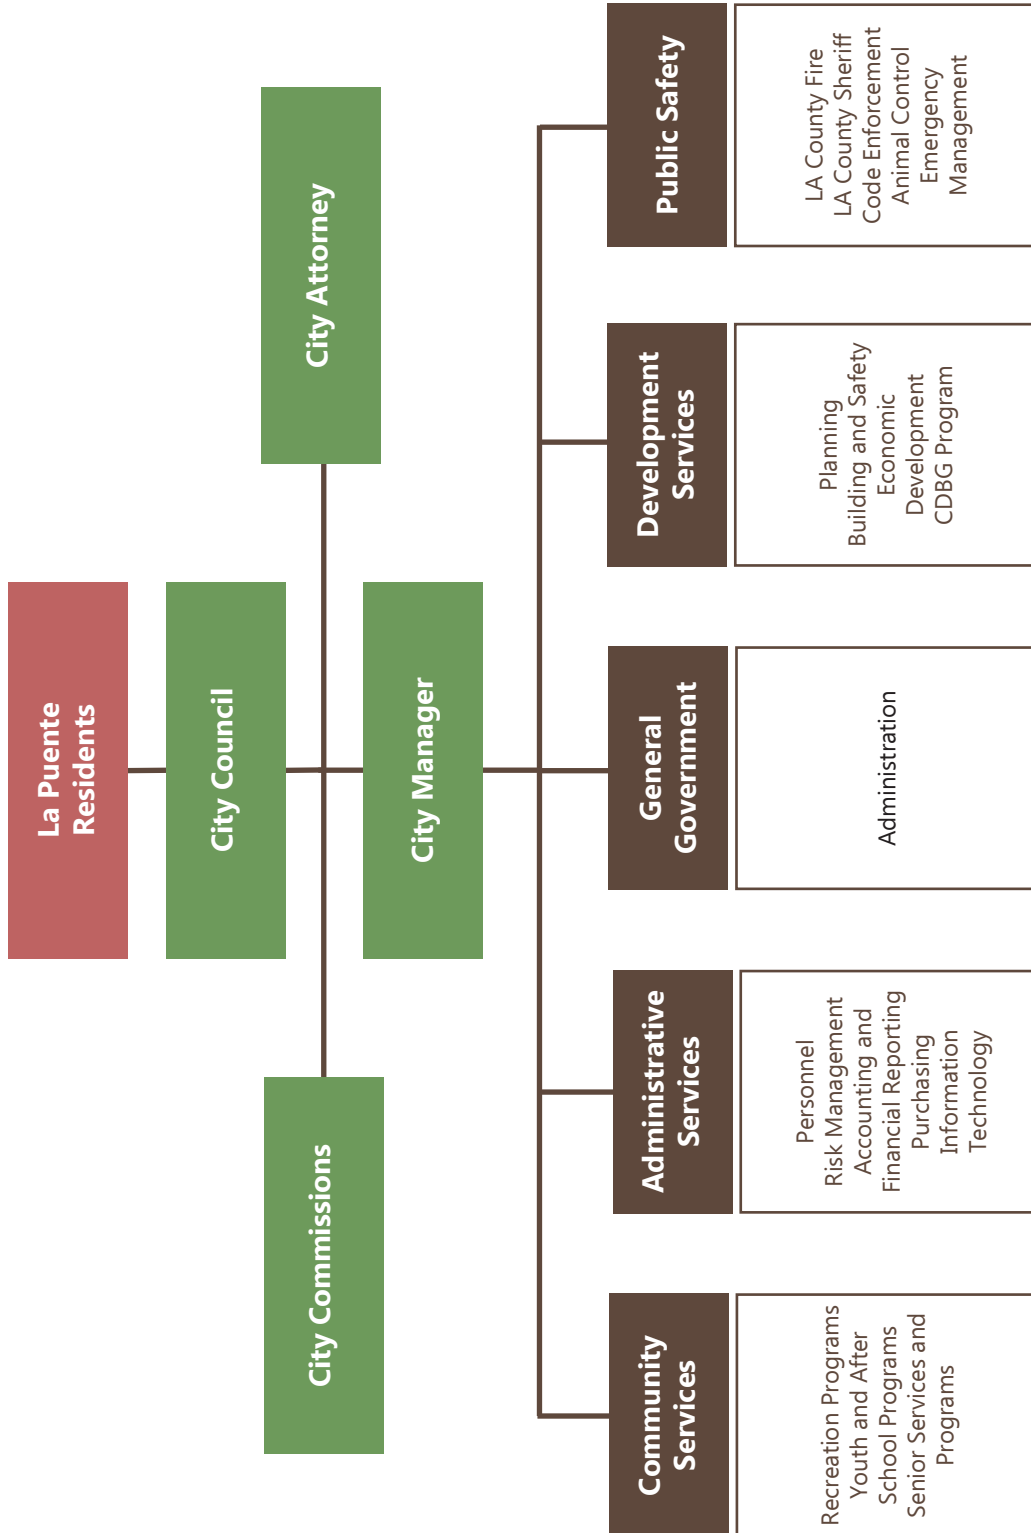 La Puente
Residents
City Council
City Commissions
City Attorney
City Manager
Community
Services
Recreation Programs
Youth and After
School Programs
Senior Services and
Programs
Administrative
Services
Personnel
Risk Management
Accounting and
Financial Reporting
Purchasing
Information
Technology
General
Government
Administration
Development
Services
Planning
Building and Safety
Economic
Development
CDBG Program
Public Safety
LA County Fire
LA County Sheriff
Code Enforcement
Animal Control
Emergency
Management